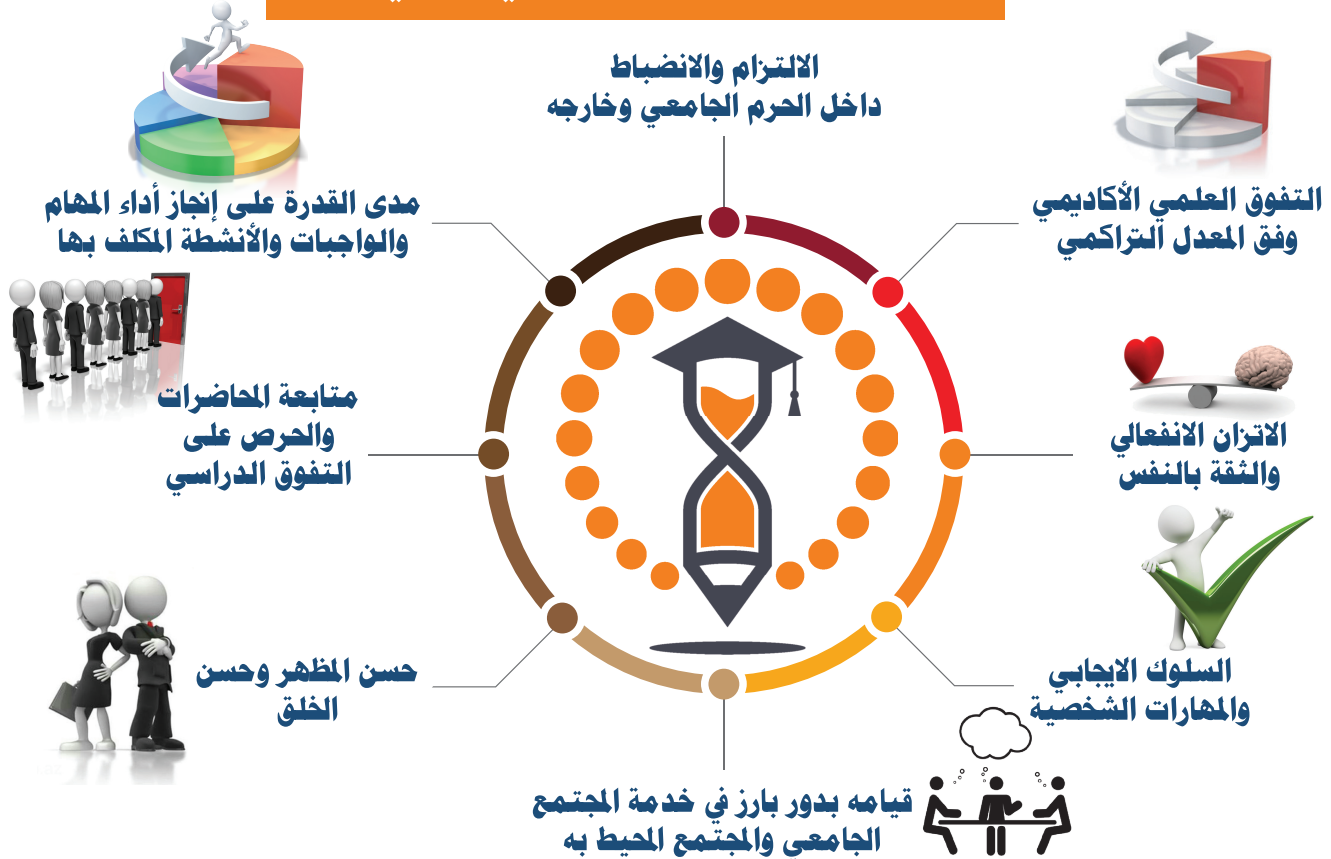 الالتزام والانضباط
داخل الحرم الجامعي وخارجه
التفوق العلمي الأكاديمي
وفق المعدل التراكمي
الاتزان الانفعالي
والثقة بالنفس
السلوك الايجابي
والمهارات الشخصية
قيامه بدور بارز في خدمة المجتمع
الجامعى والمجتمع المحيط به
حسن المظهر وحسن
الخلق
متابعة المحاضرات
والحرص على
التفوق الدراسي
مدى القدرة على إنجاز أداء المهام
والواجبات والأنشطة المكلف بها